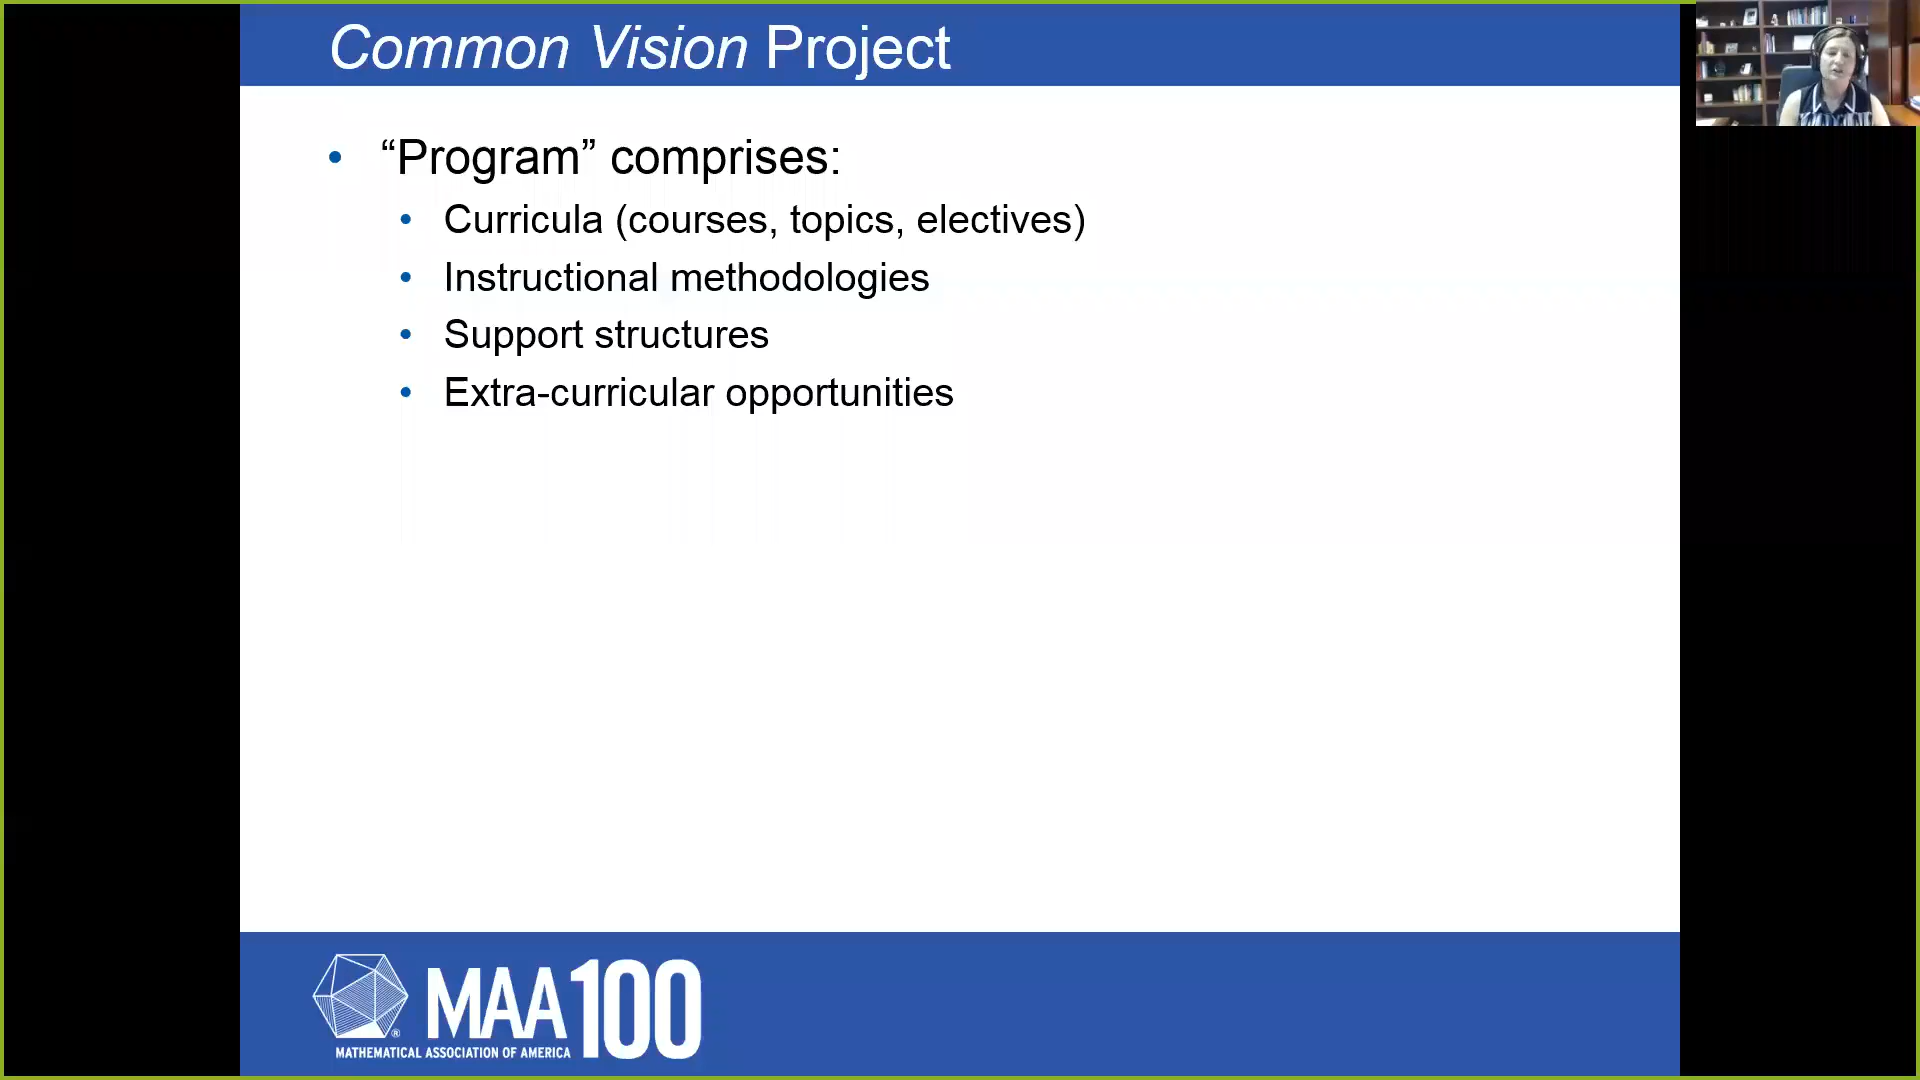 Common Vision Project
• “Program” comprises:
• Curricula (courses, topics, electives)
• Instructional methodologies
• Support structures
• Extra-curricular opportunities
MAA100
®
MATHEMATICAL ASSOCIATION OF AMERICA